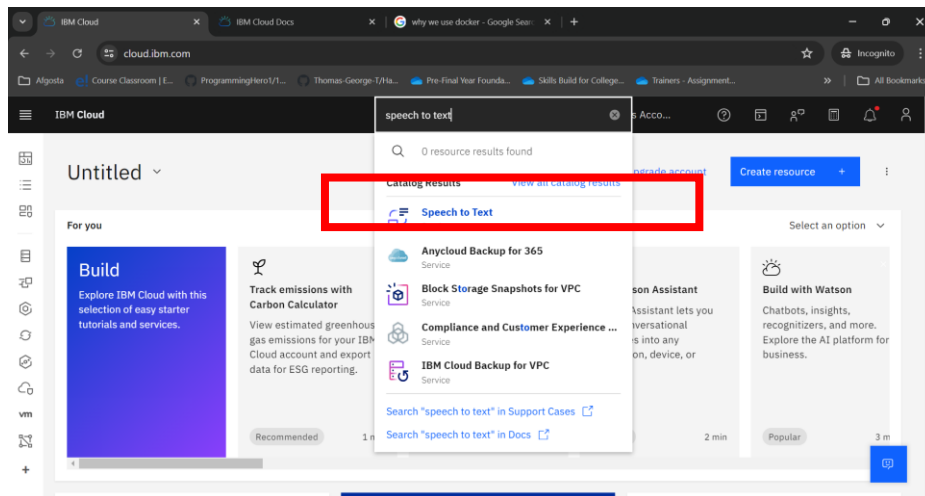 IBM Cloud
IBM Cloud Docs
why we use docker - Google Sear
cloud.ibm.com
Incognito
Algosta
Course Classroom | E...
ProgrammingHero1/1...
Thomas-George-T/Ha...
Pre-Final Year Founda...
Skills Build for College...
Trainers - Assignment...
All Bookmarks
IBM Cloud
speech to text
s Acco...
0 resource results found
Untitled
Catalog Results
View all catalog results
upgrade account
Create resource +
Speech to Text
For you
Select an option
Build
Explore IBM Cloud with this
selection of easy starter
tutorials and services.
Track emissions with
Carbon Calculator
View estimated greenhous
gas emissions for your IBM
Cloud account and export
data for ESG reporting.
Recommended
1 m
Anycloud Backup for 365
Service
Block Storage Snapshots for VPC
Service
Compliance and Customer Experience ...
Service
IBM Cloud Backup for VPC
Service
Search "speech to text" in Support Cases
Search "speech to text" in Docs
son Assistant
Assistant lets you
nversational
es into any
on, device, or
2 min
Build with Watson
Chatbots, insights,
recognitizers, and more.
Explore the AI platform for
business.
Popular
3 m
vm